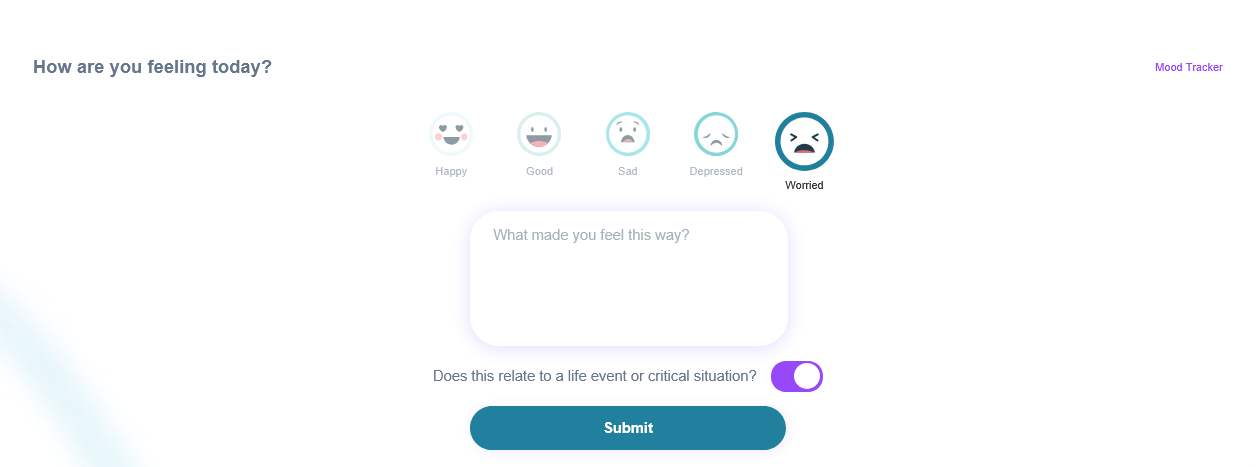 How are you feeling today?
Mood Tracker
Happy
Good
Sad
Depressed
Worried
What made you feel this way?
Does this relate to a life event or critical situation?
Submit